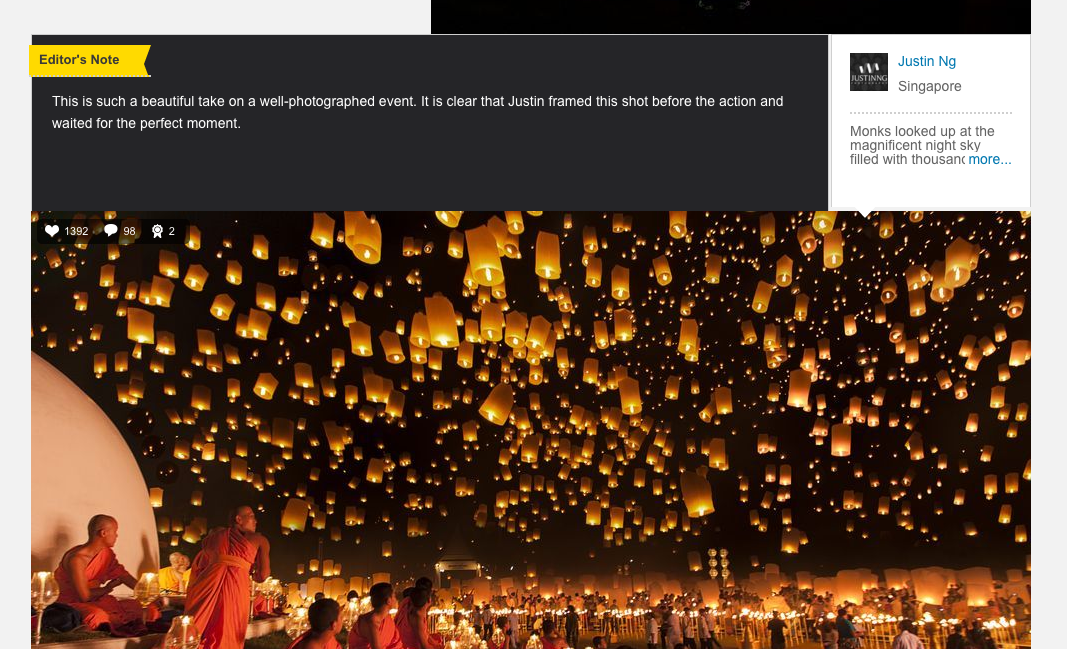 Editor's Note
This is such a beautiful take on a well-photographed event. It is clear that Justin framed this shot before the action and
waited for the perfect moment.
JUSTINNG
Justin Ng
Singapore
Monks looked up at the
magnificent night sky
filled with thousand more...
1392 98 2